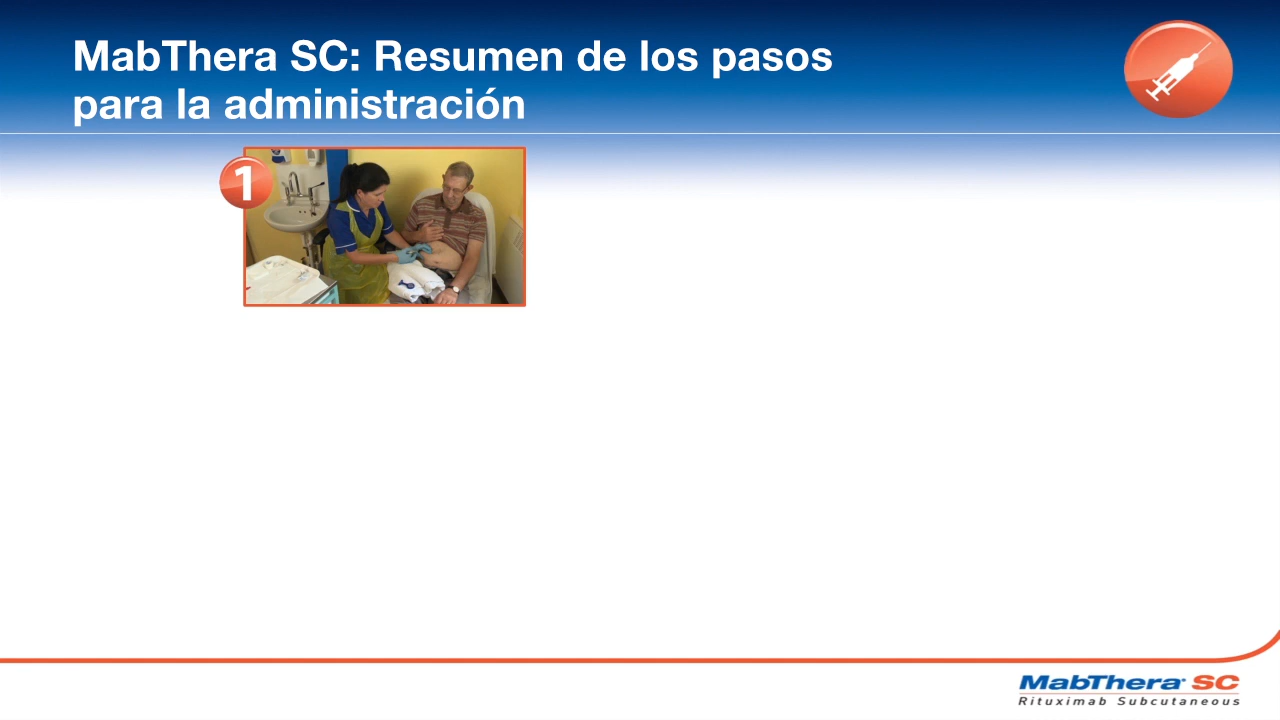 MabThera SC: Resumen de los pasos
para la administración
1
MabThera® SC
Rituximab Subcutaneous